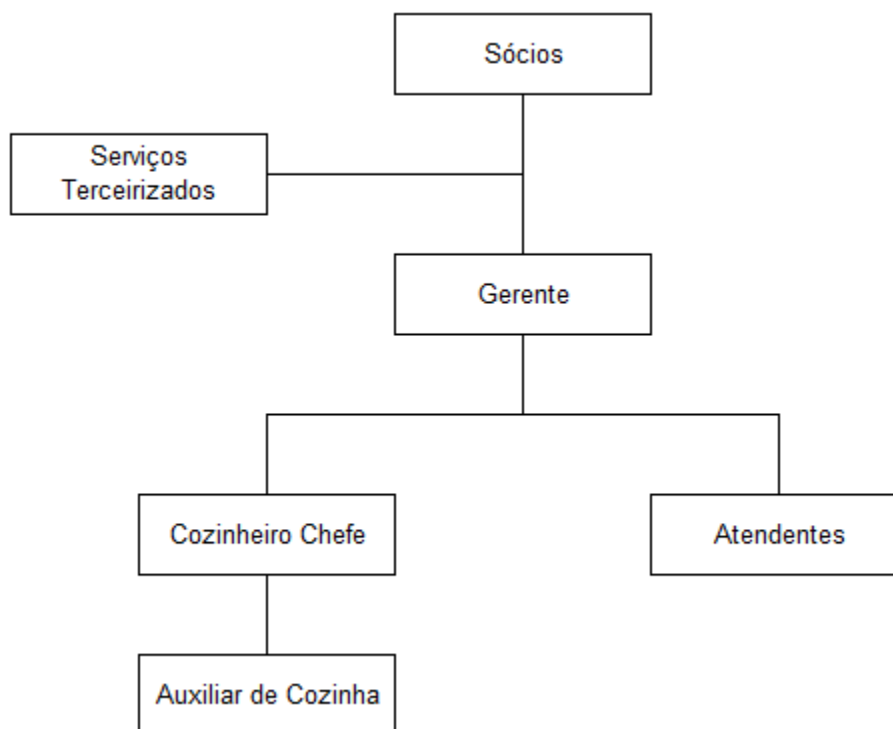 Sócios
Serviços
Terceirizados
Gerente
Cozinheiro Chefe
Atendentes
Auxiliar de Cozinha